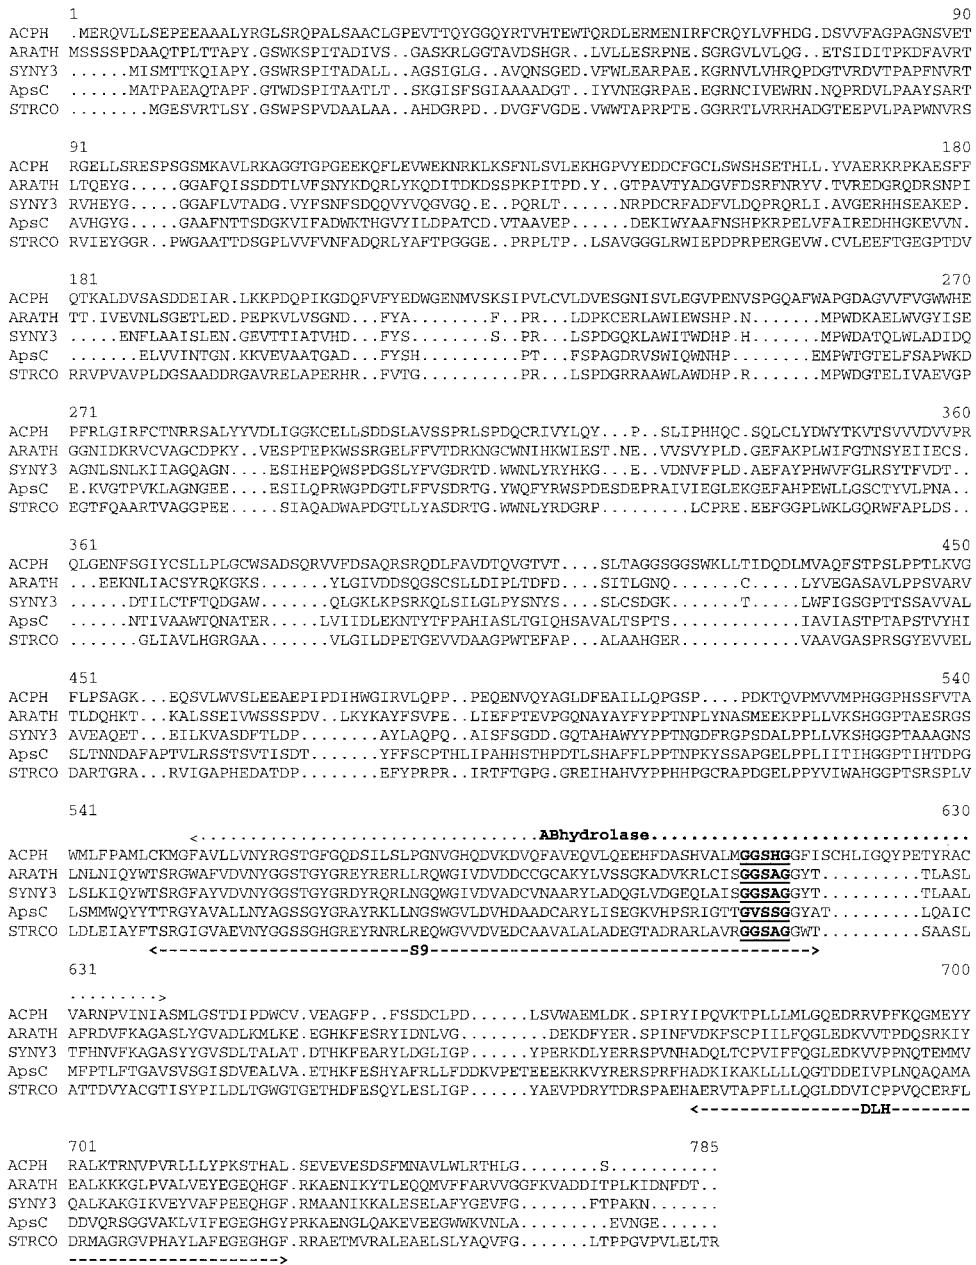 1 90
ACPH .MERQVLLSEPEEAAALYRGLSRQPALSAACLGPEVTTQYGGQYRTVHTEWTQRDLERMENIRFCRQYLVFHDG.DSVVFAGPAGNSVET
ARATH MSSSSPDAAQTPLTTAPY.GSWKSPITADIVS..GASKRLGGTAVDSHGR...LVLLESRPNE.SGRGVLVLQG..ETSIDITPKDFAVRT
SYNY3 ......MISMTTKQIAPY.GSWRSPITADALL..AGSIGLG.AVQNSGED.VFWLEARPAE.KGRNVLVHRQPDGTVRDVTPAPFNVRT
ApsC ......MATPAEAQTAPF.GTWDSPITAATLT..SKGISFSGIAAAADGT...IYVNEGRPAE.EGRNCIVEWRN.NQPRDVLPAAYSART
STRCO ........MGESVRTLSY.GSWPSPVDAALAA..AHDGRPD..DVGFVGDE.VWWTAPRPTE.GGRRTLVRRHADGTEEPVLPAPWNVRS
91 180
ACPH RGELLSRESPSGSMKAVLRKAGGTGPGEEKQFLEVWEKNRKLKSFNLSVLEKHGPVYEDDCFGCLSWSHSETHLL.YVAERKRPKAESFF
ARATH LTQEYG.....GGAFQISSDDTLVFSNYKDQRLYKQDITDKDSSPKPITPD.Y..GTPAVTYADGVFDSRFNRYV.TVREDGRQDRSNPI
SYNY3 RVHEYG.....GGAFLVTADG.VYFSNFSDQQVYVQGVGQ.E..PQRLT....NRPDCRFADFVLDQPRQRLI.AVGERHHSEAKEP.
ApsC AVHGYG.....GAAFNTTSDGKVIFADWKTHGVYILDPATCD.VTAAVEP....DEKIWYAAFNSHPKRPELVFAIREDHHGKEVVN.
STRCO RVIEYGGR..PWGAATTDSGPLVVFVNFADQRLYAFTPGGGE..PRPLTP..LSAVGGGLRWIEPDPRPERGEVW.CVLEEFTGEGPTDV
181 270
ACPH QTKALDVSASDDEIAR.LKKPDQPIKGDQFVFYEDWGENMVSKSIPVLCVLDVESGNISVLEGVPENVSPGQAFWAPGDAGVVFVGWWHE
ARATH TT.IVEVNLSGETLED.PEPKVLVSGND...FYA.......F..PR...LDPKCERLAWIEWSHP.N.......MPWDKAELWVGYISE
SYNY3 .....ENFLAAISLEN.GEVTTIATVHD...FYS.......S..PR...LSPDGQKLAWITWDHP.H.......MPWDATQLWLADIDQ
ApsC .......ELVVINTGN.KKVEVAATGAD..FYSH.......PT..FSPAGDRVSWIQWNHP........EMPWTGTELFSAPWKD
STRCO RRVPVAVPLDGSAADDRGAVRELAPERHR..FVTG..........PR...LSPDGRRAAWLAWDHP.R.......MPWDGTELIVAEVGP
271 360
ACPH PFRLGIRFCTNRRSALYYVDLIGGKCELLSDDSLAVSSPRLSPDQCRIVYLQY...P..SLIPHHQC..SQLCLYDWYTKVTSVVVDVVPR
ARATH GGNIDKRVCVAGCDPKY..VESPTEPKWSSRGELFFVTDRKNGCWNIHKWIEST.NE...VVSVYPLD.GEFAKPLWIFGTNSYEIIECS.
SYNY3 AGNLSNLKIIAGQAGN....ESIHEPQWSPDGSLYFVGDRTD.WWNLYRYHKG...E..VDNVFPLD.AEFAYPHWVFGLRSYTFVDT..
ApsC E.KVGTPVKLAGNGEE....ESILQPRWGPDGTLFFVSDRTG.YWQFYRWSPDESDEPRAIVIEGLEKGEFAHPEWLLGSCTYVLPNA..
STRCO EGTFQAARTVAGGPEE.....SIAQADWAPDGTLLYASDRTG.WWNLYRDGRP.......LCPRE.EEFGGPLWKLGQRWFAPLDS..
361 450
ACPH QLGENFSGIYCSLLPLGCWSADSQRVVFDSAQRSRQDLFAVDTQVGTVT...SLTAGGSGGSWKLLTIDQDLMVAQFSTPSLPPTLKVG
ARATH ...EEKNLIACSYRQKGKS.......YLGIVDDSQGSCSLLDIPLTDFD...SITLGNQ......C...LYVEGASAVLPPSVARV
SYNY3 ......DTILCTFTQDGAW.......QLGKLKPSRKQLSILGLPYSNYS...SLCSDGK......T....LWFIGSGPTTSSAVVAL
ApsC .....NTIVAAWTQNATER.......LVIIDLEKNTYTFPAHIASLTGIQHSAVALTSPTS..........IAVIASTPTAPSTVYHI
STRCO ......GLIAVLHGRGAA.......VLGILDPETGEVVDAAGPWTEFAP....ALAAHGER..........VAAVGASPRSGYEVVEL
451 540
ACPH FLPSAGK...EQSVLWVSLEEAEPIPDIHWGIRVLQPP..PEQENVQYAGLDFEAILLQPGSP....PDKTQVPMVVMPHGGPHSSFVTA
ARATH TLDQHKT...KALSSEIVWSSSPDV..LKYKAYFSVPE..LIEFPTEVPGQNAYAYFYPPTNPLYNASMEEKPPLLVKSHGGPTAESRGS
SYNY3 AVEAQET...EILKVASDFTLDP....AYLAQPQ..AISFSGDD.GQTAHAWYYPPTNGDFRGPSDALPPLLVKSHGGPTAAAGNS
ApsC SLTNNDAFAPTVLRSSTSVTISDT.......YFFSCPTHLIPAHHSTHPDTLSHAFFLPPTNPKYSSAPGELPPLIITIHGGPTIHTDPG
STRCO DARTGRA...RVIGAPHEDATDP.......EFYPRPR..IRTFTGPG.GREIHAHVYPPHHPGCRAPDGELPPYVIWAHGGPTSRSPLV
541 630
<...............................ABhydrolase..............................
ACPH WMLFPAMLCKMGFAVLLVNYRGSTGFGQDSILSLPGNVGHQDVKDVQFAVEQVLQEEHFDASHVALMGGSHGGFISCHLIGQYPETYRAC
ARATH LNLNIQYWTSRGWAFVDVNYGGSTGYGREYRERLLRQWGIVDVDDCCGCAKYLVSSGKADVKRLCISGGSAGGYT..........TLASL
SYNY3 LSLKIQYWTSRGFAYVDVNYGGSTGYGRDYRQRLNGQWGIVDVADCVNAARYLADQGLVDGEQLAISGGSAGGYT..........TLAAL
ApsC LSMMWQYYTTRGYAVALLNYAGSSGYGRAYRKLLNGSWGVLDVHDAADCARYLISEGKVHPSRIGTTGVSSGGYAT.........LQAIC
STRCO LDLEIAYFTSRGIGVAEVNYGGSSGHGREYRNRLREQWGVVDVEDCAAVALALADEGTADRARLAVRGGSAGGWT..........SAASL
<------------------------S9------------------------------------->
631 700
.........>
ACPH VARNPVINIASMLGSTDIPDWCV.VEAGFP..FSSDCLPD.....LSVWAEMLDK.SPIRYIPQVKTPLLLMLGQEDRRVPFKQGMEYY
ARATH AFRDVFKAGASLYGVADLKMLKE.EGHKFESRYIDNLVG.......DEKDFYER.SPINFVDKFSCPIILFQGLEDKVVTPDQSRKIY
SYNY3 TFHNVFKAGASYYGVSDLTALAT.DTHKFEARYLDGLIGP.....YPERKDLYERRSPVNHADQLTCPVIFFQGLEDKVVPPNQTEMMV
ApsC MFPTLFTGAVSVSGISDVEALVA.ETHKFESHYAFRLLFDDKVPETEEEKRKVYRERSPRFHADKIKAKLLLLQGTDDEIVPLNQAQAMA
STRCO ATTDVYACGTISYPILDLTGWGTGETHDFESQYLESLIGP....YAEVPDRYTDRSPAEHAERVTAPFLLLQGLDDVICPPVQCERFL
<----------------DLH--------
701 785
ACPH RALKTRNVPVRLLLYPKSTHAL.SEVEVESDSFMNAVLWLRTHLG........S...........
ARATH EALKKKGLPVALVEYEGEQHGF.RKAENIKYTLEQQMVFFARVVGGFKVADDITPLKIDNFDT..
SYNY3 QALKAKGIKVEYVAFPEEQHGF.RMAANIKKALESELAFYGEVFG.......FTPAKN.......
ApsC DDVQRSGGVAKLVIFEGEGHGYPRKAENGLQAKEVEEGWWKVNLA........EVNGE.......
STRCO DRMAGRGVPHAYLAFEGEGHGF.RRAETMVRALEAELSLYAQVFG.......LTPPGVPVLELTR
--------------------->